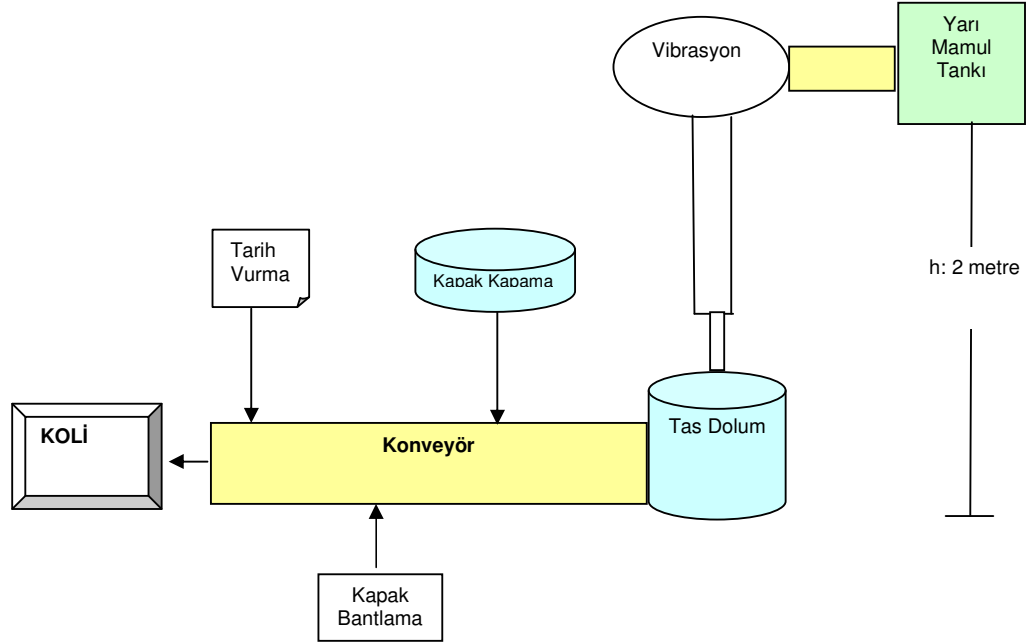 Yarı
Mamul
Tankı
Vibrasyon
h: 2 metre
Tarih
Vurma
Kapak Kapama
Tas Dolum
Konveyör
KOLİ
Kapak
Bantlama